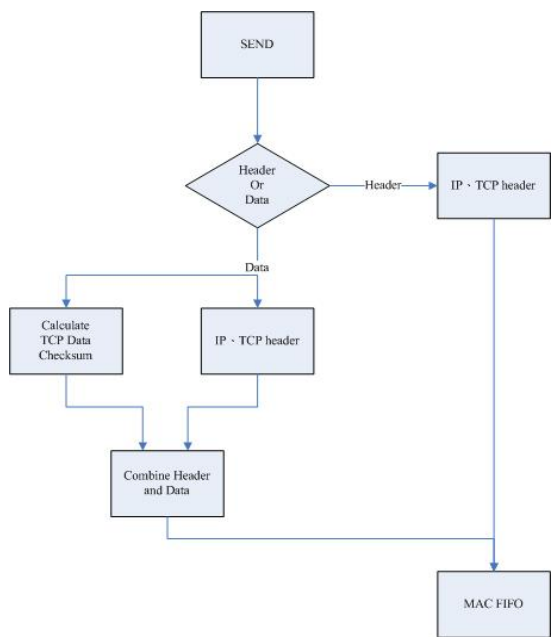 SEND
Header
Or
Data
Header
IP、TCP header
Data
Calculate
TCP Data
Checksum
IP、TCP header
Combine Header
and Data
MAC FIFO